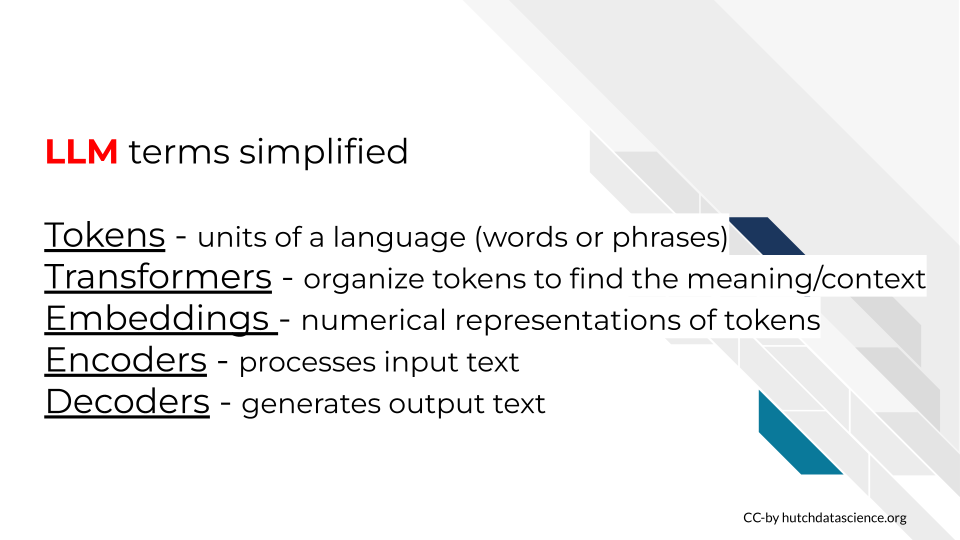 LLM terms simplified
Tokens - units of a language (words or phrases)
Transformers - organize tokens to find the meaning/context
Embeddings - numerical representations of tokens
Encoders - processes input text
Decoders - generates output text
CC-by hutchdatascience.org